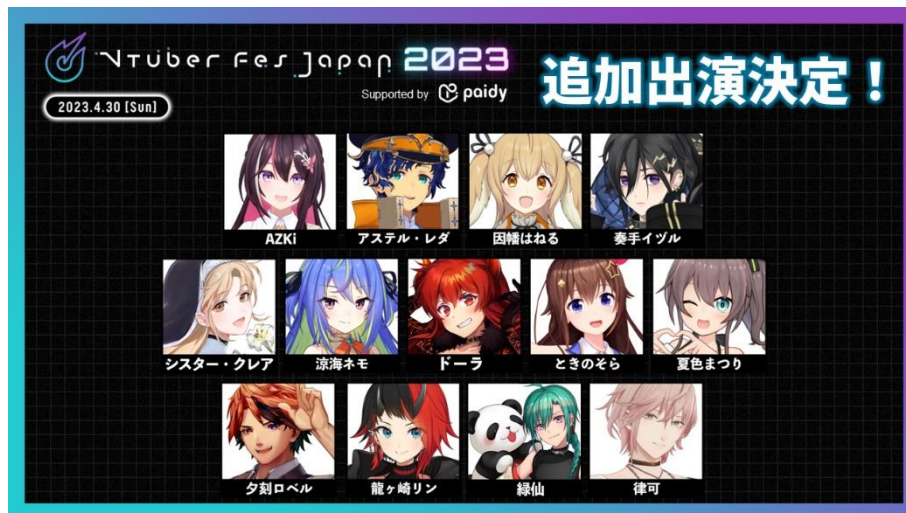 VTuber Fes Japan 2023
追加出演決定！
Supported by paidy
2023.4.30 [Sun]
AZKi
アステル・レダ
因幡はねる
奏手イヅル
シスター・クレア
涼海ネモ
ドーラ
ときのそら
夏色まつり
夕刻ロベル
龍ヶ崎リン
緑仙
律可